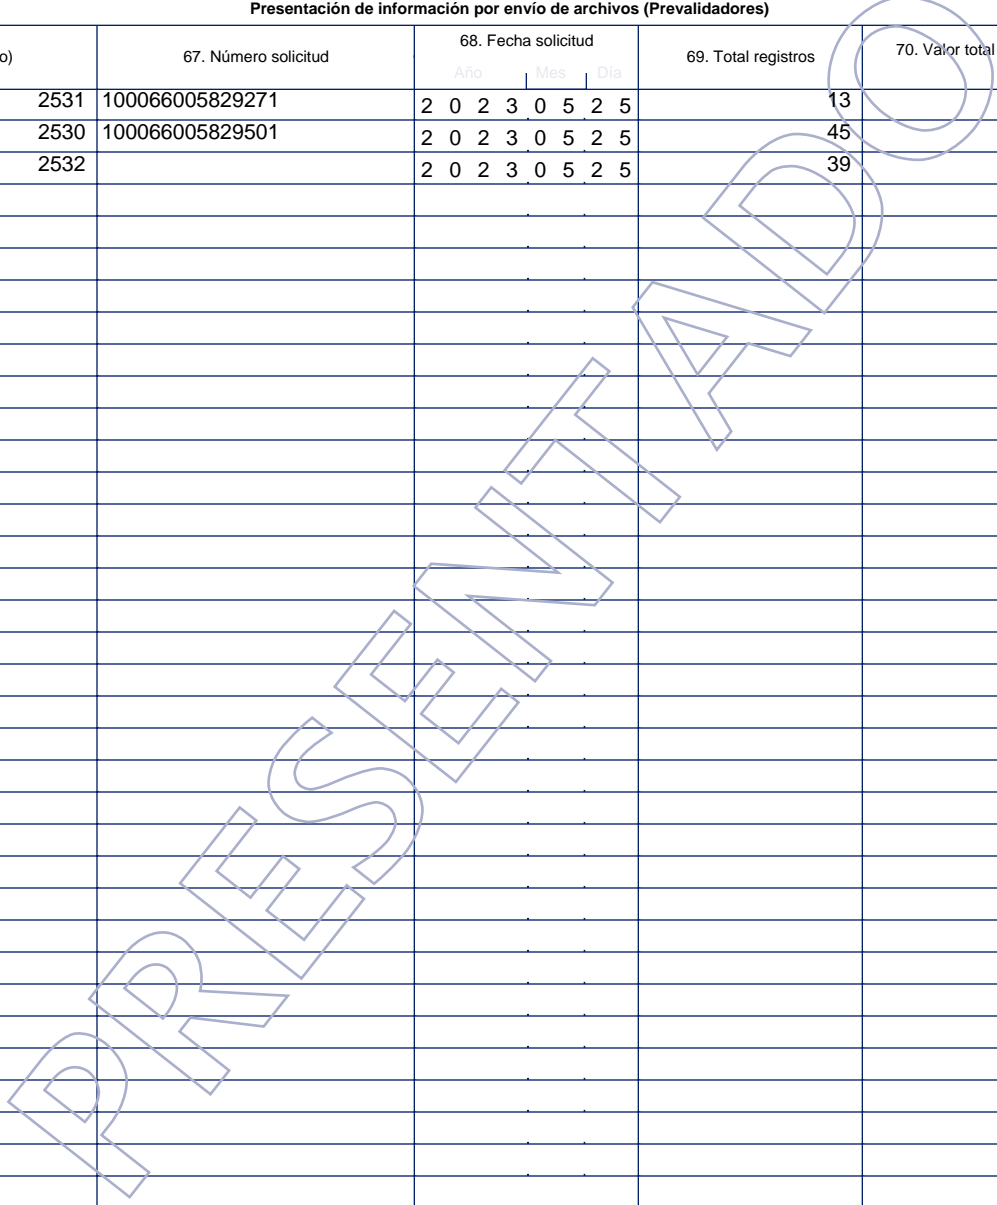 Presentación de información por envío de archivos (Prevalidadores)
o) 67. Número solicitud 68. Fecha solicitud 69. Total registros 70. Valor total
Año Mes Día
2531 100066005829271 2 0 2 3 0 5 2 5 13
2530 100066005829501 2 0 2 3 0 5 2 5 45
2532 2 0 2 3 0 5 2 5 39
PRESENTADO